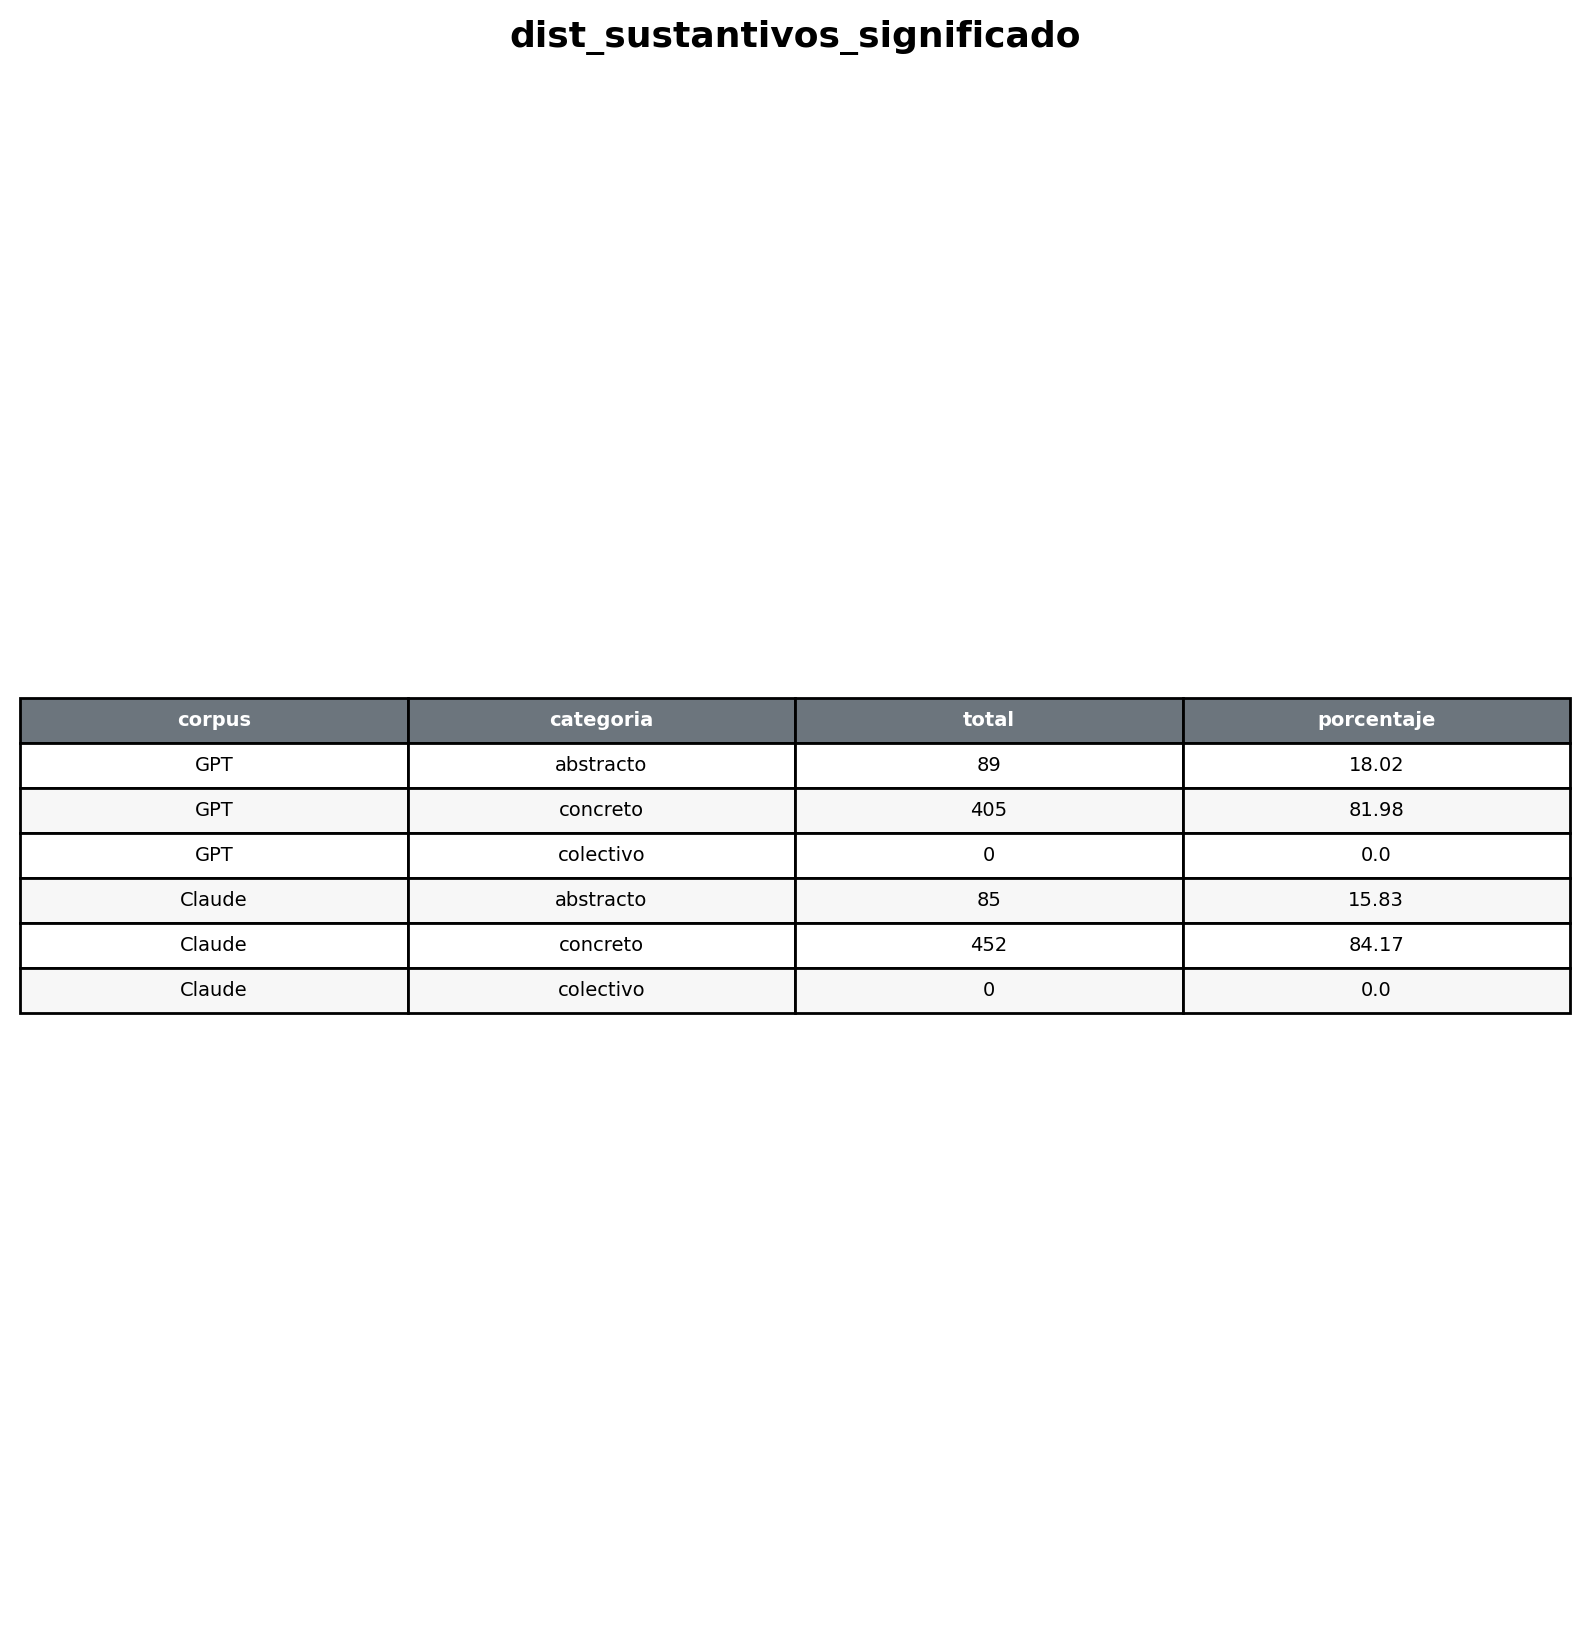 dist_sustantivos_significado
corpus categoria total porcentaje
GPT abstracto 89 18.02
GPT concreto 405 81.98
GPT colectivo 0 0.0
Claude abstracto 85 15.83
Claude concreto 452 84.17
Claude colectivo 0 0.0